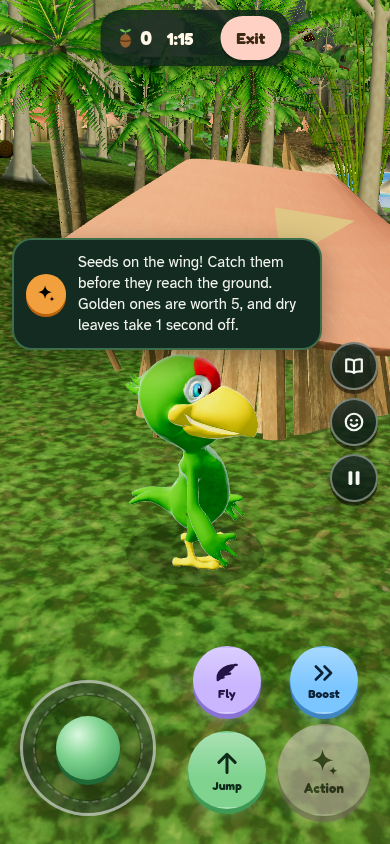 0 1:15 Exit
Seeds on the wing! Catch them
before they reach the ground.
Golden ones are worth 5, and dry
leaves take 1 second off.
Fly
Boost
Jump
Action